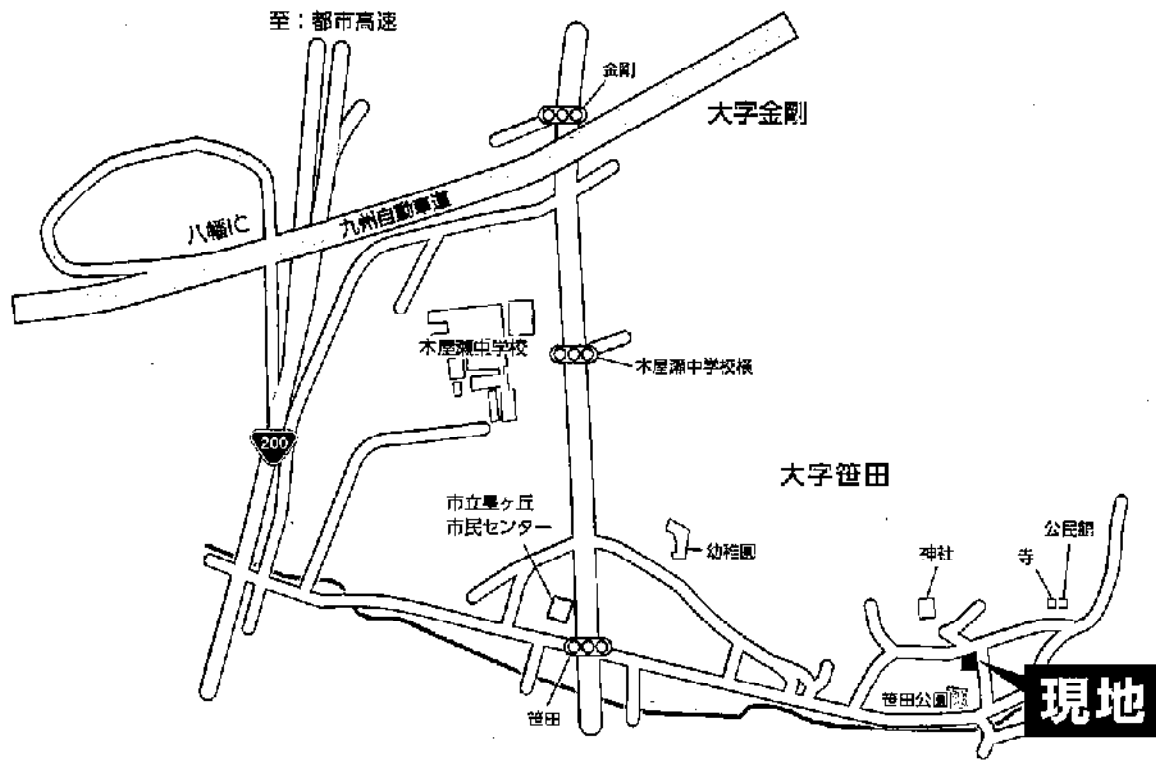 至：都市高速
金剛
大字金剛
八幡IC
九州自動車道
木屋瀬中学校
木屋瀬中学校横
200
大字笹田
市立星ヶ丘
市民センター
幼稚園
神社
寺
公民館
笹田公園
現地
笹田